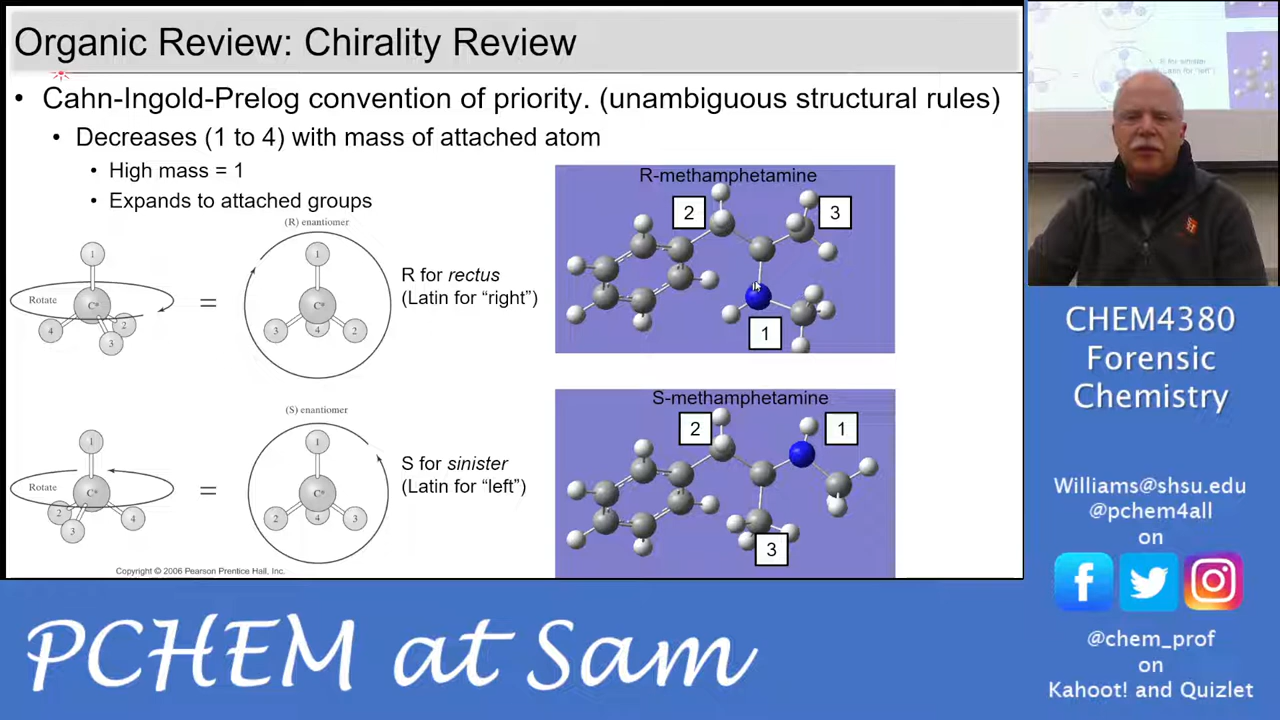 Organic Review: Chirality Review
• Cahn-Ingold-Prelog convention of priority. (unambiguous structural rules)
• Decreases (1 to 4) with mass of attached atom
• High mass = 1
• Expands to attached groups
(R) enantiomer
1
Rotate
C*
4
2
3
=
1
C*
3
4
2
R for rectus
(Latin for “right”)
R-methamphetamine
2
3
1
(S) enantiomer
1
Rotate
C*
2
3
4
=
1
C*
2
4
3
S for sinister
(Latin for “left”)
S-methamphetamine
2
1
3
Copyright © 2006 Pearson Prentice Hall, Inc.
CHEM4380
Forensic
Chemistry
Williams@shsu.edu
@pchem4all
on
@chem_prof
on
Kahoot! and Quizlet
PCHEM at Sam